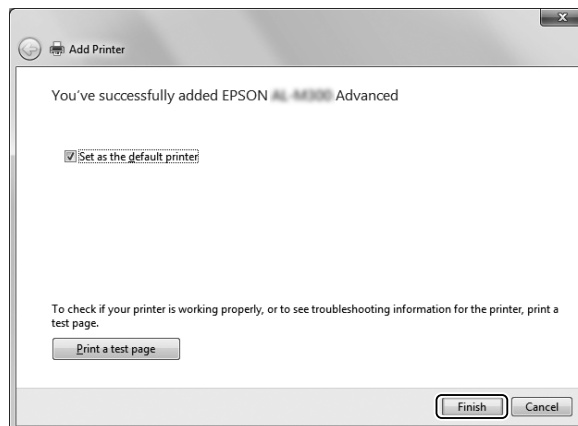 Add Printer
You've successfully added EPSON Advanced
Set as the default printer
To check if your printer is working properly, or to see troubleshooting information for the printer, print a
test page.
Print a test page
Finish
Cancel